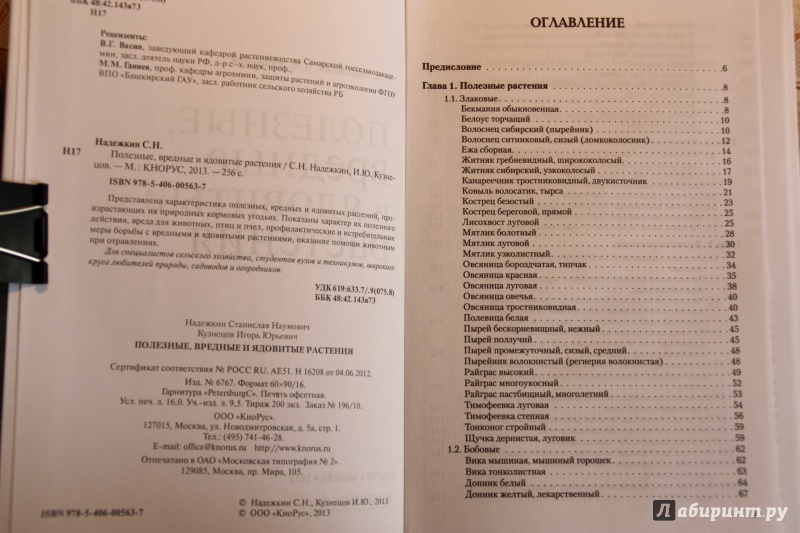 ББК 48:42.143я73
Н17
Рецензенты:
В.Г. Васин, заведующий кафедрой растениеводства Самарской госсельхозакаде-
мии, засл. деятель науки РФ, д-р с.-х. наук, проф.,
М.М. Ганиев, проф. кафедры агрохимии, защиты растений и агроэкологии ФГОУ
ВПО «Башкирский ГАУ», засл. работник сельского хозяйства РБ
Надежкин С.Н.
Н17 Полезные, вредные и ядовитые растения / С.Н. Надежкин, И.Ю. Кузне-
цов. — М. : КНОРУС, 2013. — 256 с.
ISBN 978-5-406-00563-7
Представлена характеристика полезных, вредных и ядовитых растений, про-
израстающих на природных кормовых угодьях. Показаны характер их полезного
действия, вреда для животных, птиц и пчел, профилактические и истребительные
меры борьбы с вредными и ядовитыми растениями, оказание помощи животным
при отравлениях.
Для специалистов сельского хозяйства, студентов вузов и техникумов, широкого
круга любителей природы, садоводов и огородников.
УДК 619:633.7/.9(075.8)
ББК 48:42.143я73
Надежкин Станислав Наумович
Кузнецов Игорь Юрьевич
ПОЛЕЗНЫЕ, ВРЕДНЫЕ И ЯДОВИТЫЕ РАСТЕНИЯ
Сертификат соответствия № РОСС RU. АЕ51. Н 16208 от 04.06.2012.
Изд. № 6767. Формат 60×90/16.
Гарнитура «PetersburgC». Печать офсетная.
Усл. печ. л. 16,0. Уч.-изд. л. 9,5. Тираж 200 экз. Заказ № 196/10.
ООО «КноРус».
127015, Москва, ул. Новодмитровская, д. 5а, стр. 1.
Тел.: (495) 741-46-28.
E-mail: office@knorus.ru http://www.knorus.ru
Отпечатано в ОАО «Московская типография № 2».
129085, Москва, пр. Мира, 105.
© Надежкин С.Н., Кузнецов И.Ю., 2013
ISBN 978-5-406-00563-7 © ООО «КноРус», 2013
ОГЛАВЛЕНИЕ
Предисловие 6
Глава 1. Полезные растения 8
1.1. Злаковые 8
Бекмания обыкновенная 8
Белоус торчащий 10
Волоснец сибирский (пырейник) 10
Волоснец ситниковый, сизый (ломкоколосник) 12
Ежа сборная 14
Житняк гребневидный, ширококолосый 16
Житняк сибирский, узкоколосый 17
Канареечник тростниковидный, двукисточник 19
Ковыль волосатик, тырса 21
Кострец безостый 23
Кострец береговой, прямой 25
Лисохвост луговой 25
Мятлик болотный 28
Мятлик луговой 30
Мятлик узколистный 32
Овсяница бороздчатая, типчак 34
Овсяница красная 35
Овсяница луговая 38
Овсяница овечья 40
Овсяница тростниковидная 40
Полевица белая 43
Пырей бескорневищный, нежный 45
Пырей ползучий 45
Пырей промежуточный, сизый, средний 48
Пырейник волокнистый (регнерия волокнистая) 48
Райграс высокий 49
Райграс многоукосный 52
Райграс пастбищный, многолетний 53
Тимофеевка луговая 54
Тимофеевка степная 56
Тонконог стройный 59
Щучка дернистая, луговик 59
1.2. Бобовые 62
Вика мышиная, мышиный горошек 62
Вика тонколистная 63
Донник белый 64
Донник желтый, лекарственный 67
Лабиринт.ру